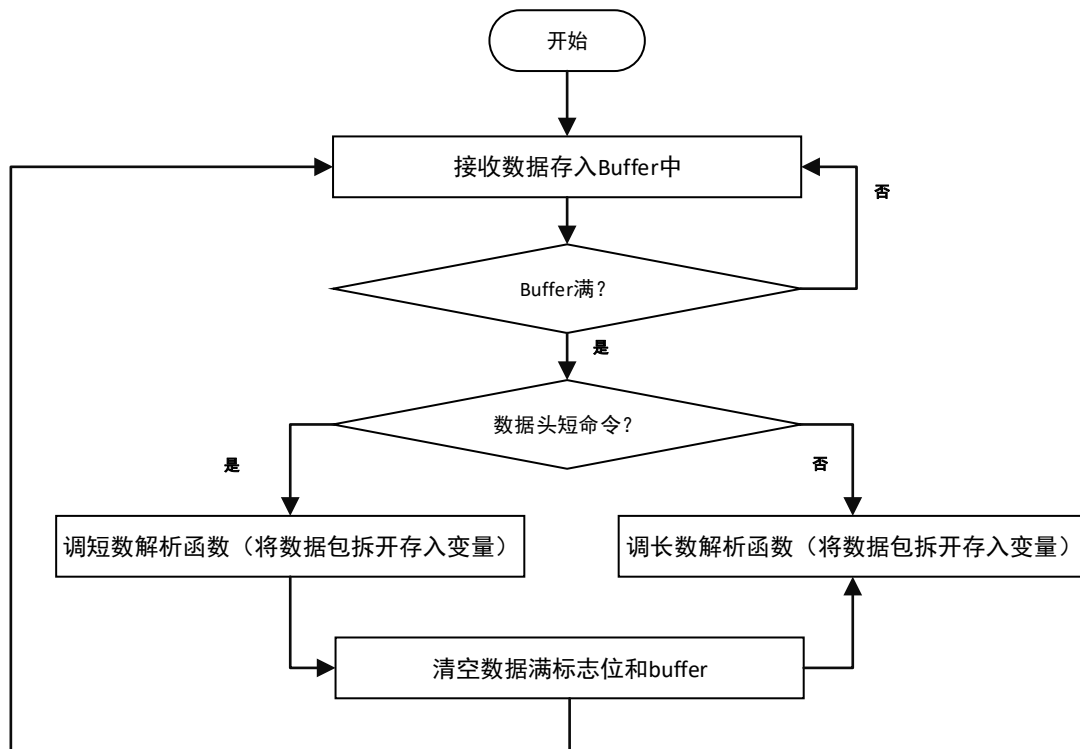 开始
接收数据存入Buffer中
否
Buffer满？
是
数据头短命令？
是
否
调短数解析函数（将数据包拆开存入变量）
调长数解析函数（将数据包拆开存入变量）
清空数据满标志位和buffer